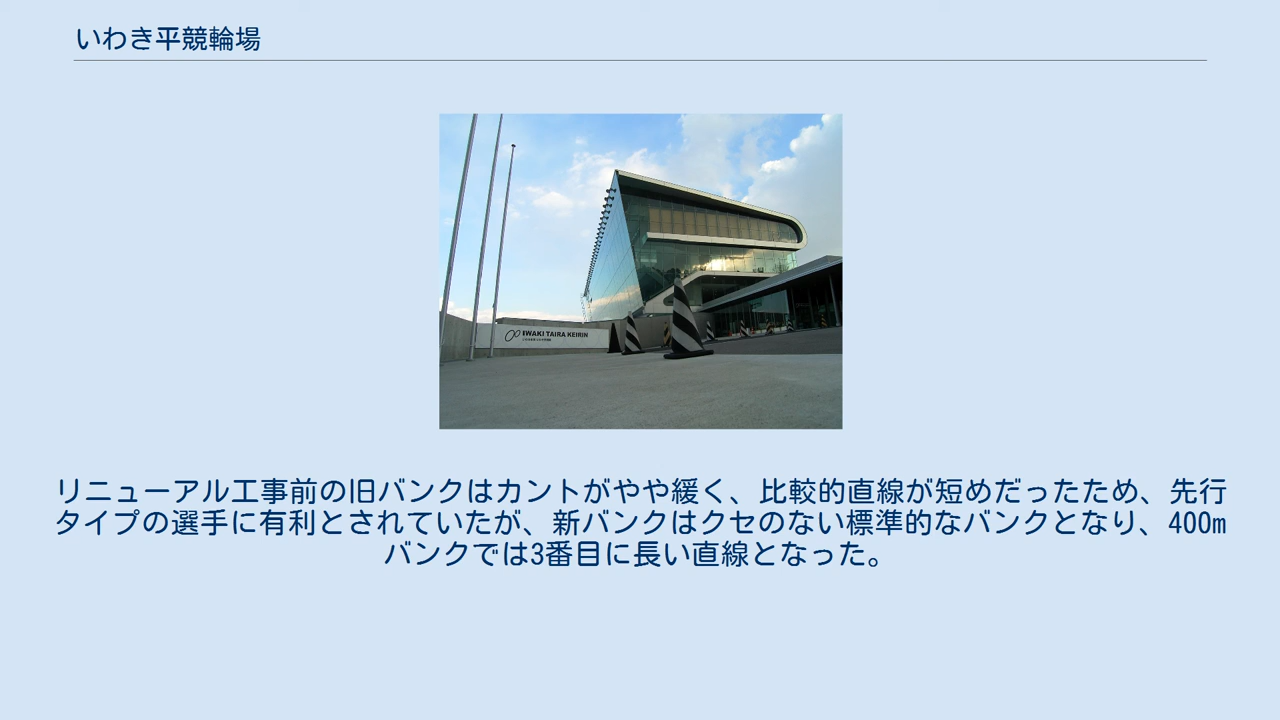 いわき平競輪場
IWAKI TAIRA KEIRIN
リニューアル工事前の旧バンクはカントがやや緩く、比較的直線が短めだったため、先行
タイプの選手に有利とされていたが、新バンクはクセのない標準的なバンクとなり、400m
バンクでは3番目に長い直線となった。